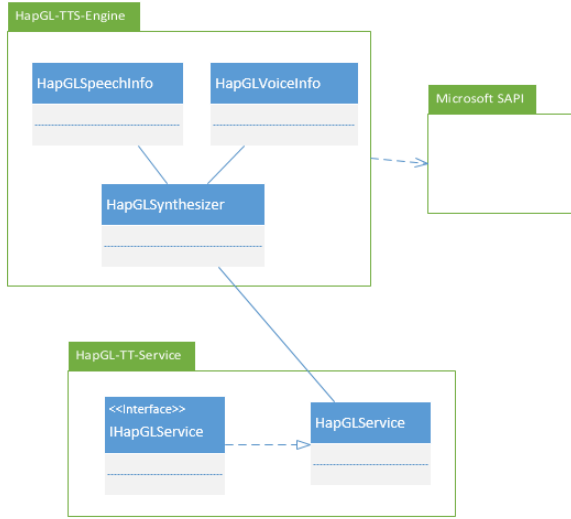 HapGL-TTS-Engine
HapGLSpeechInfo
HapGLVoiceInfo
Microsoft SAPI
HapGLSynthesizer
HapGL-TT-Service
<<Interface>>
IHapGLService
HapGLService